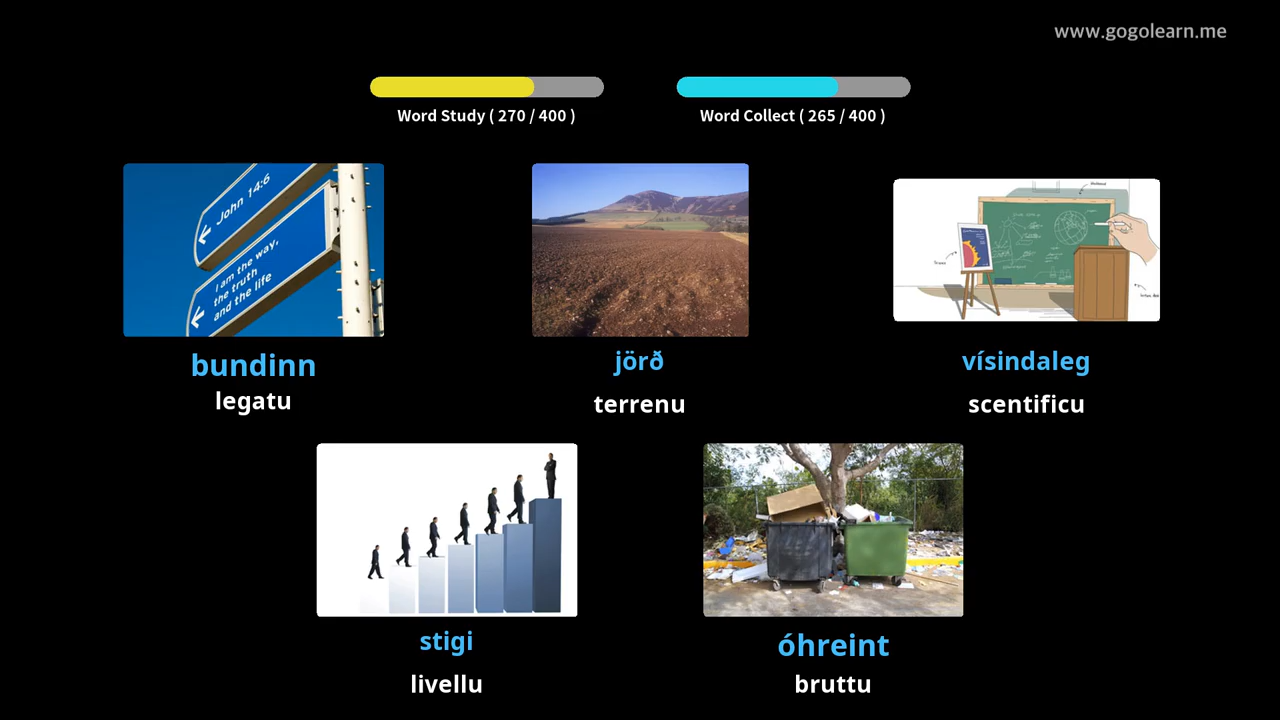 www.gogolearn.me
Word Study ( 270 / 400 )
Word Collect ( 265 / 400 )
John 14:6
I am the way,
the truth
and the life
bundinn
legatu
jörð
terrenu
vísindaleg
scentificu
stigi
livellu
óhreint
bruttu